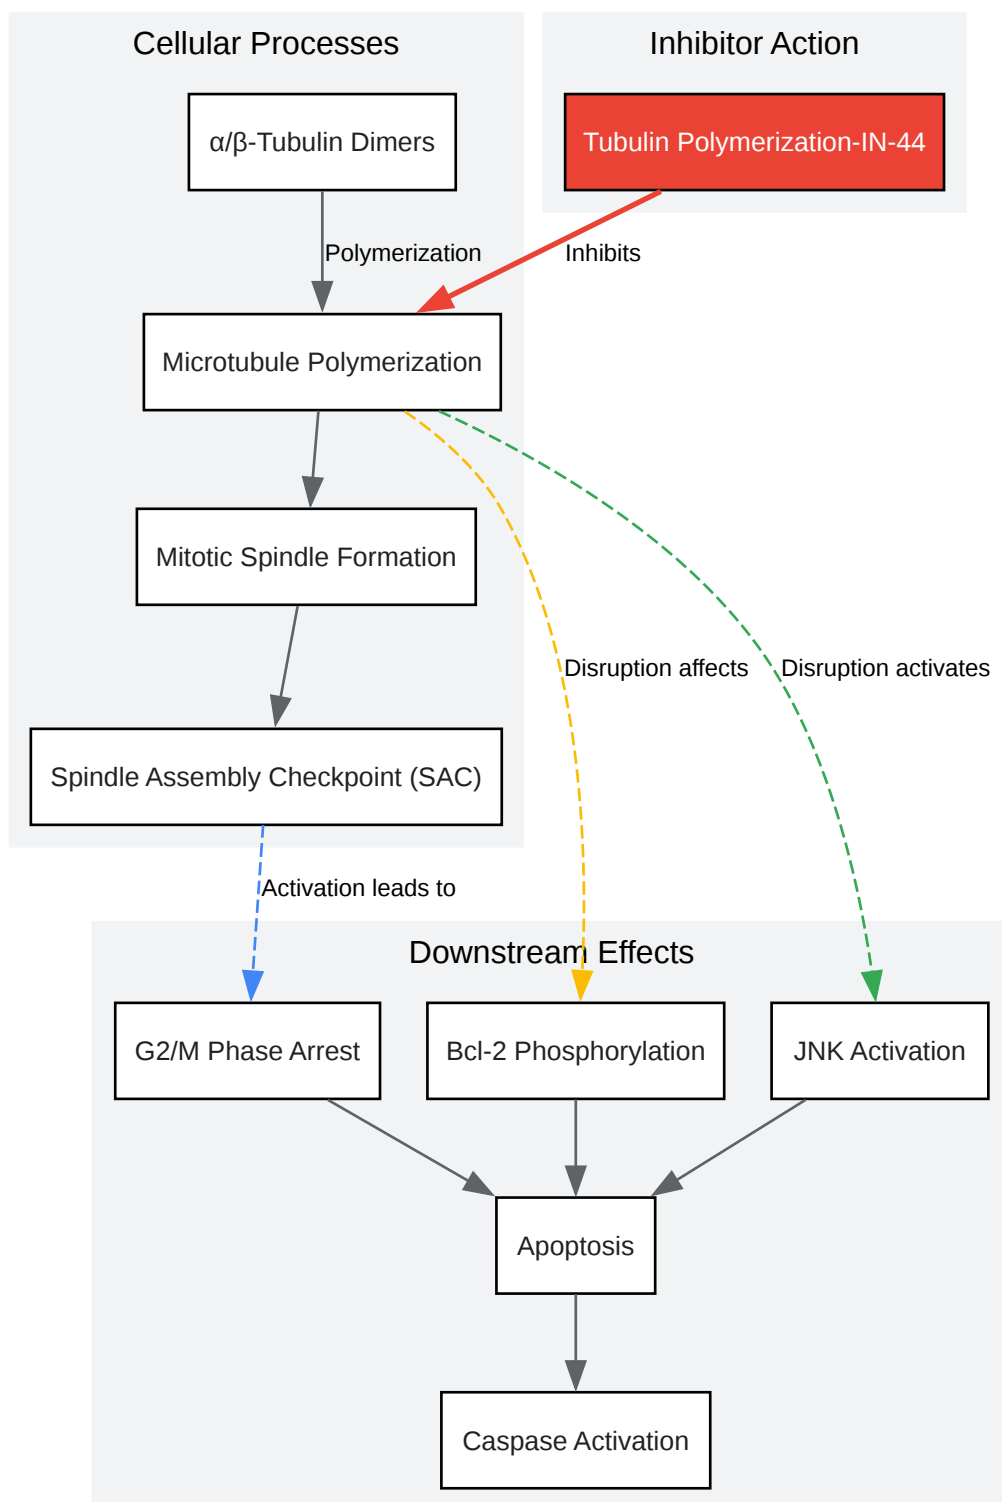 Cellular Processes
Inhibitor Action
α/β-Tubulin Dimers
Tubulin Polymerization-IN-44
Polymerization
Inhibits
Microtubule Polymerization
Mitotic Spindle Formation
Disruption affects
Disruption activates
Spindle Assembly Checkpoint (SAC)
Activation leads to
Downstream Effects
G2/M Phase Arrest
Bcl-2 Phosphorylation
JNK Activation
Apoptosis
Caspase Activation